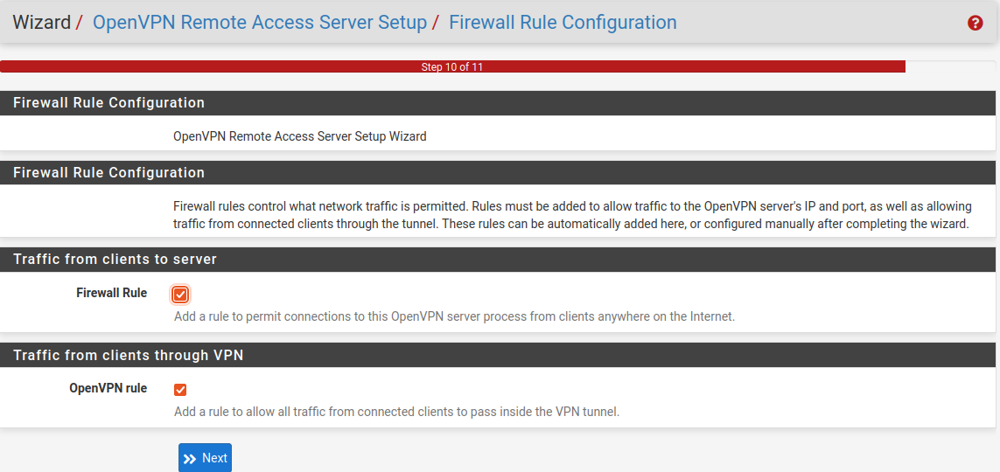 Wizard / OpenVPN Remote Access Server Setup / Firewall Rule Configuration
Step 10 of 11
Firewall Rule Configuration
OpenVPN Remote Access Server Setup Wizard
Firewall Rule Configuration
Firewall rules control what network traffic is permitted. Rules must be added to allow traffic to the OpenVPN server's IP and port, as well as allowing
traffic from connected clients through the tunnel. These rules can be automatically added here, or configured manually after completing the wizard.
Traffic from clients to server
Firewall Rule
Add a rule to permit connections to this OpenVPN server process from clients anywhere on the Internet.
Traffic from clients through VPN
OpenVPN rule
Add a rule to allow all traffic from connected clients to pass inside the VPN tunnel.
Next